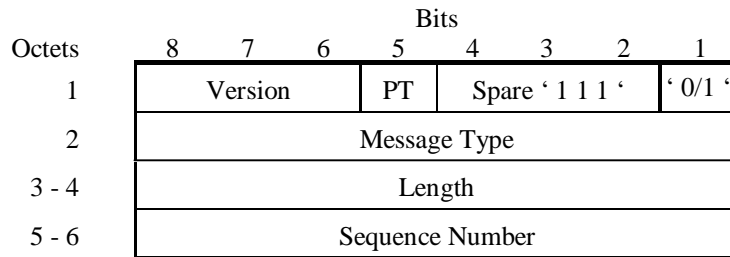 Bits
Octets 8 7 6 5 4 3 2 1
1 Version PT Spare ‘ 1 1 1 ‘ ‘ 0/1 ‘
2 Message Type
3 - 4 Length
5 - 6 Sequence Number